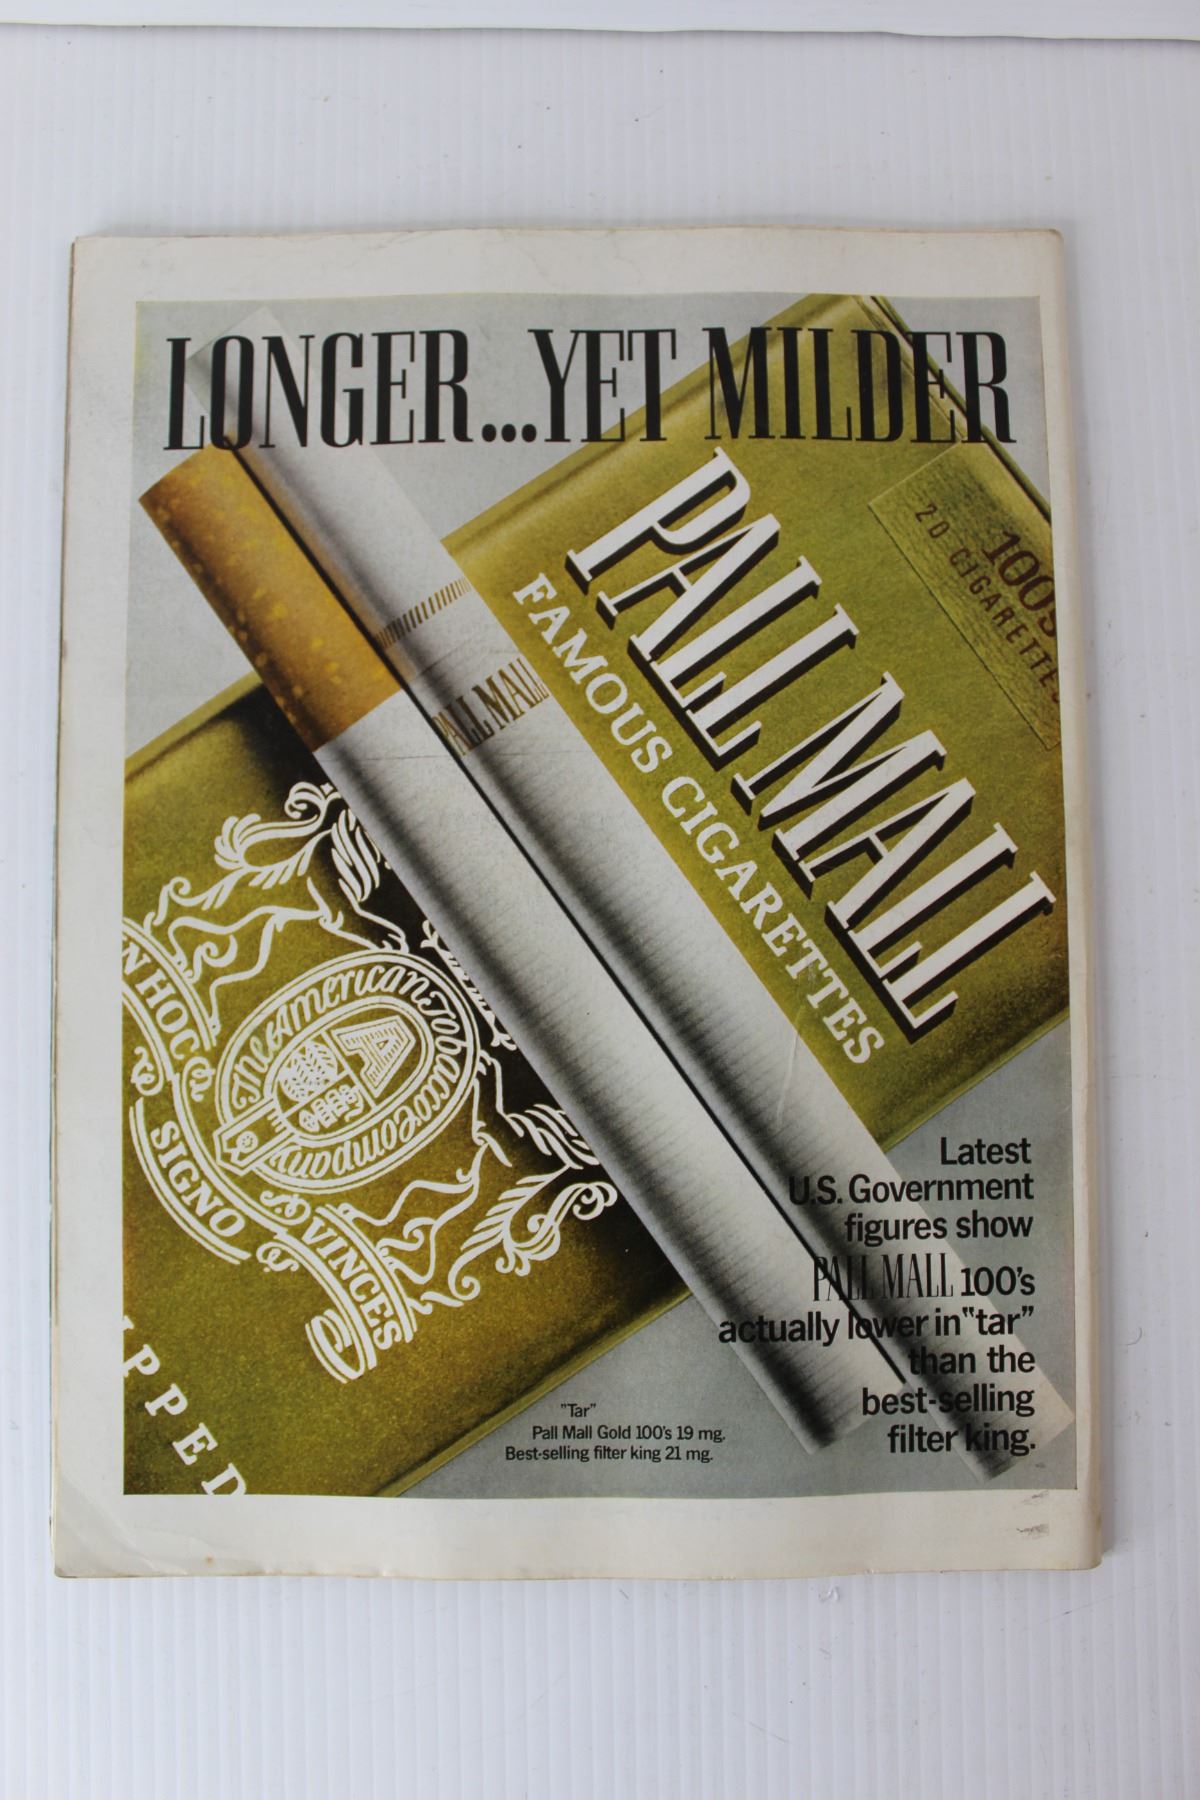 LONGER...YET MILDER
100's
20 CIGARETTES
PALL MALL
FAMOUS CIGARETTES
PALL MALL
The American Tobacco Company
A
N HOC
SIGNO
VINCES
PPED
Latest
U.S. Government
figures show
PALL MALL 100's
actually lower in "tar"
than the
best-selling
filter king.
"Tar"
Pall Mall Gold 100's 19 mg.
Best-selling filter king 21 mg.